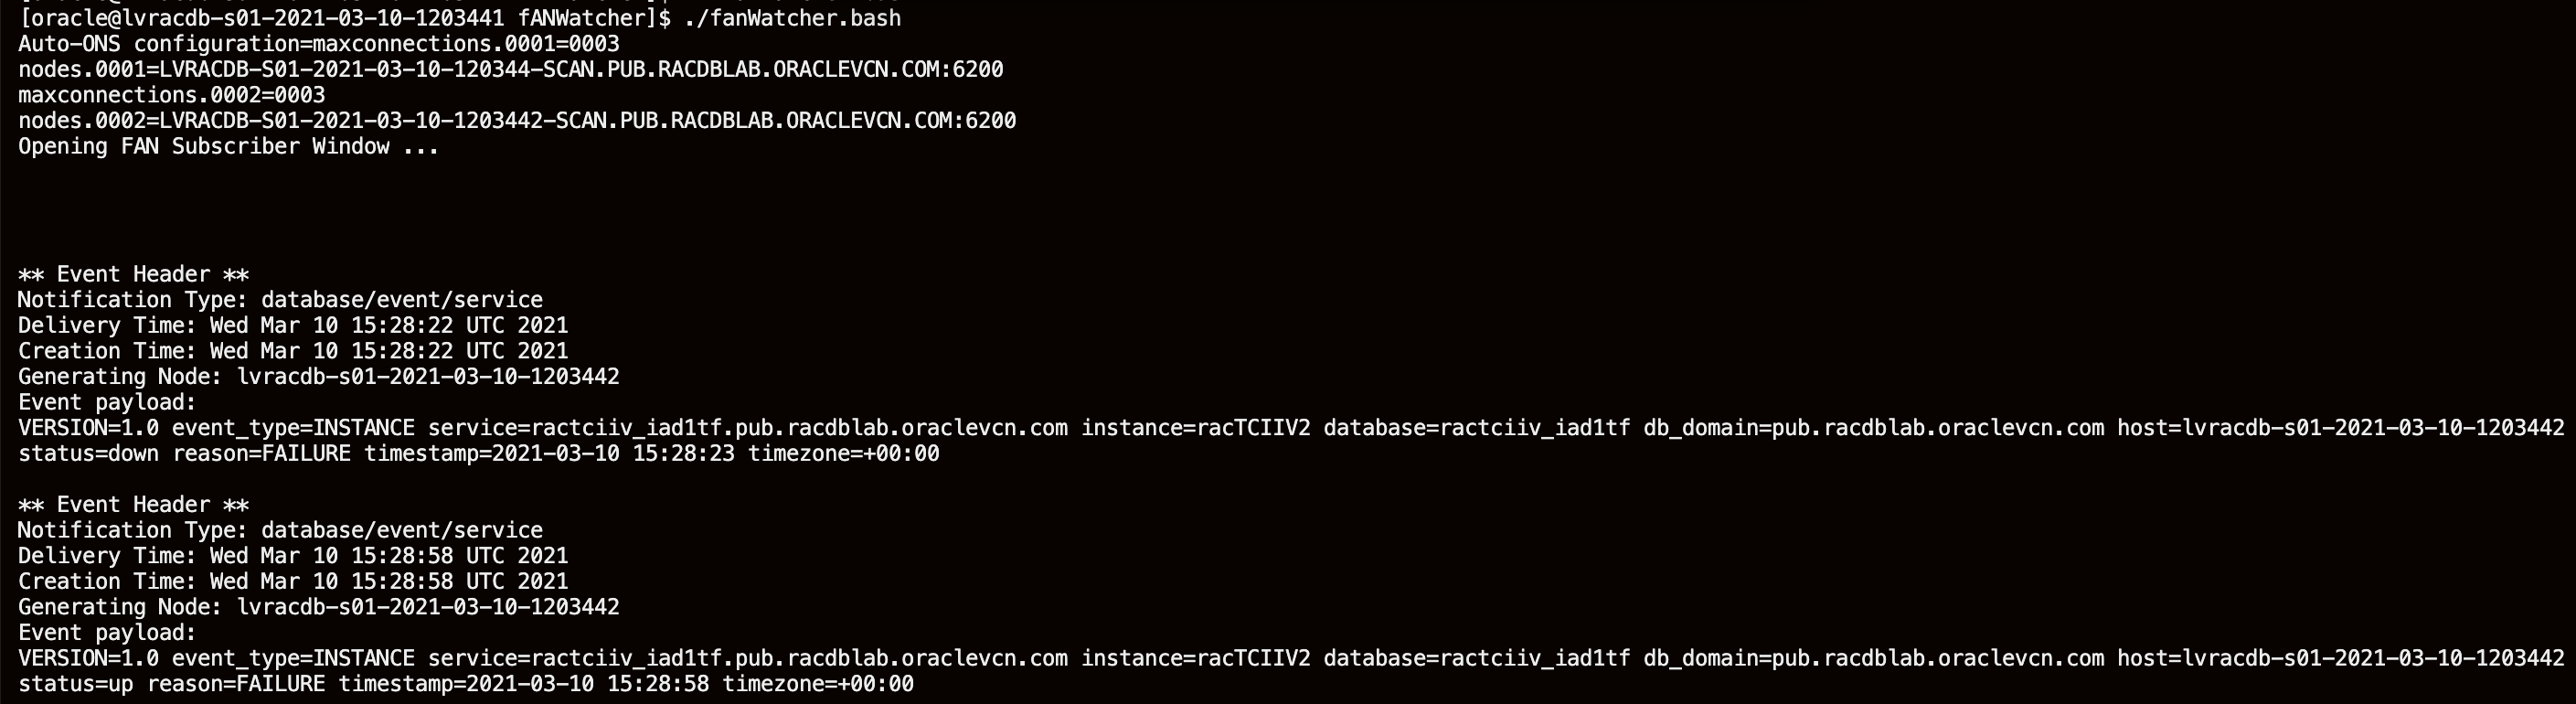 [oracle@lvracdb-s01-2021-03-10-1203441 fANWatcher]$ ./fanWatcher.bash
Auto-ONS configuration=maxconnections.0001=0003
nodes.0001=LVRACDB-S01-2021-03-10-120344-SCAN.PUB.RACDBLAB.ORACLEVCN.COM:6200
maxconnections.0002=0003
nodes.0002=LVRACDB-S01-2021-03-10-1203442-SCAN.PUB.RACDBLAB.ORACLEVCN.COM:6200
Opening FAN Subscriber Window ...
** Event Header **
Notification Type: database/event/service
Delivery Time: Wed Mar 10 15:28:22 UTC 2021
Creation Time: Wed Mar 10 15:28:22 UTC 2021
Generating Node: lvracdb-s01-2021-03-10-1203442
Event payload:
VERSION=1.0 event_type=INSTANCE service=ractciiv_iad1tf.pub.racdblab.oraclevcn.com instance=racTCIIV2 database=ractciiv_iad1tf db_domain=pub.racdblab.oraclevcn.com host=lvracdb-s01-2021-03-10-1203442
status=down reason=FAILURE timestamp=2021-03-10 15:28:23 timezone=+00:00
** Event Header **
Notification Type: database/event/service
Delivery Time: Wed Mar 10 15:28:58 UTC 2021
Creation Time: Wed Mar 10 15:28:58 UTC 2021
Generating Node: lvracdb-s01-2021-03-10-1203442
Event payload:
VERSION=1.0 event_type=INSTANCE service=ractciiv_iad1tf.pub.racdblab.oraclevcn.com instance=racTCIIV2 database=ractciiv_iad1tf db_domain=pub.racdblab.oraclevcn.com host=lvracdb-s01-2021-03-10-1203442
status=up reason=FAILURE timestamp=2021-03-10 15:28:58 timezone=+00:00